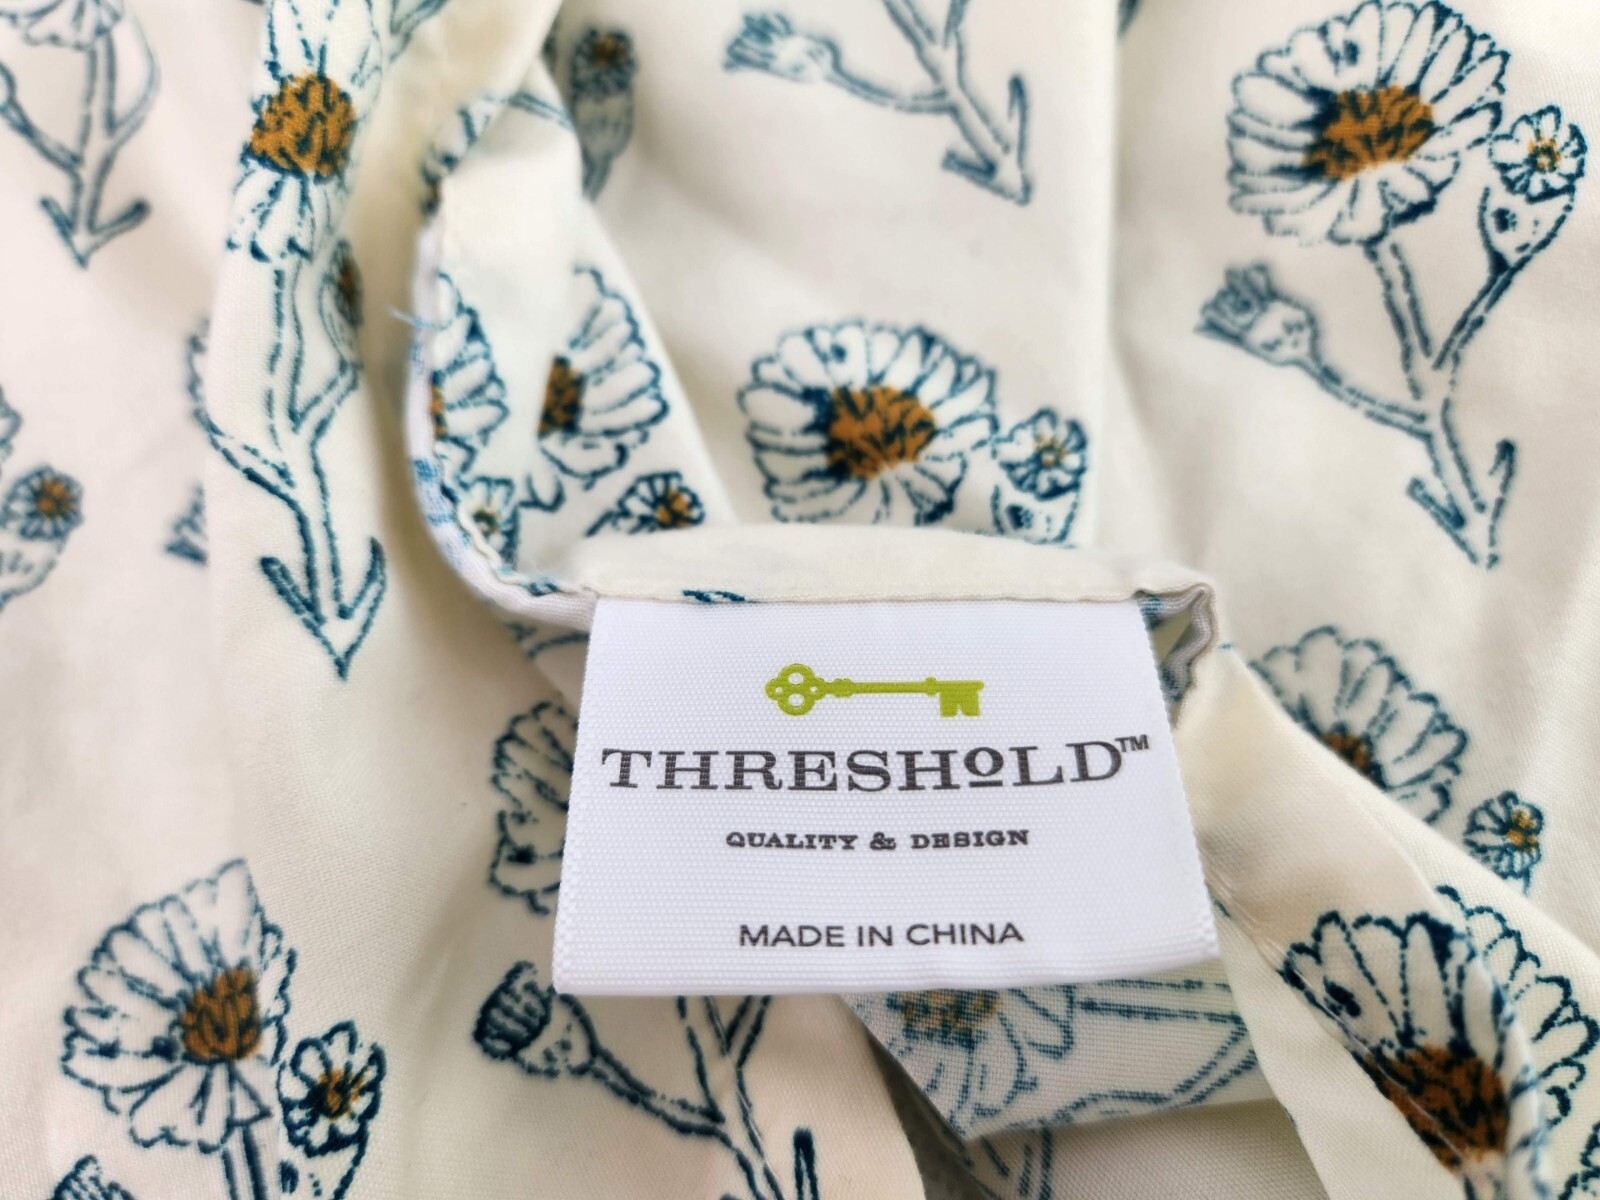 THRESHOLD™
QUALITY & DESIGN
MADE IN CHINA